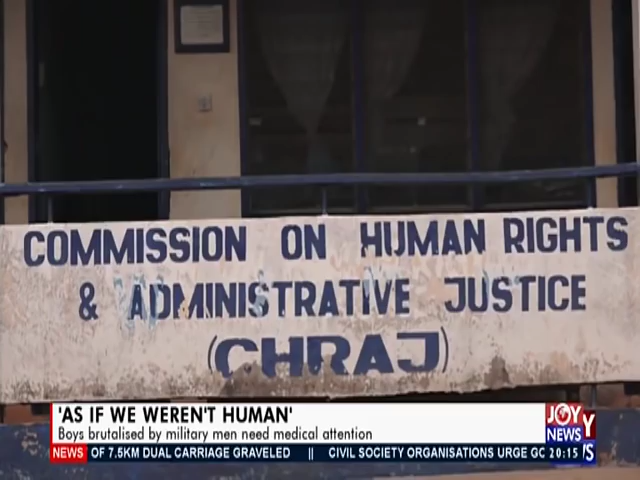 COMMISSION ON HUMAN RIGHTS
& ADMINISTRATIVE JUSTICE
(CHRAJ)
'AS IF WE WEREN'T HUMAN'
Boys brutalised by military men need medical attention
JOY
NEWS
NEWS OF 7.5KM DUAL CARRIAGE GRAVELED || CIVIL SOCIETY ORGANISATIONS URGE GC 20:15